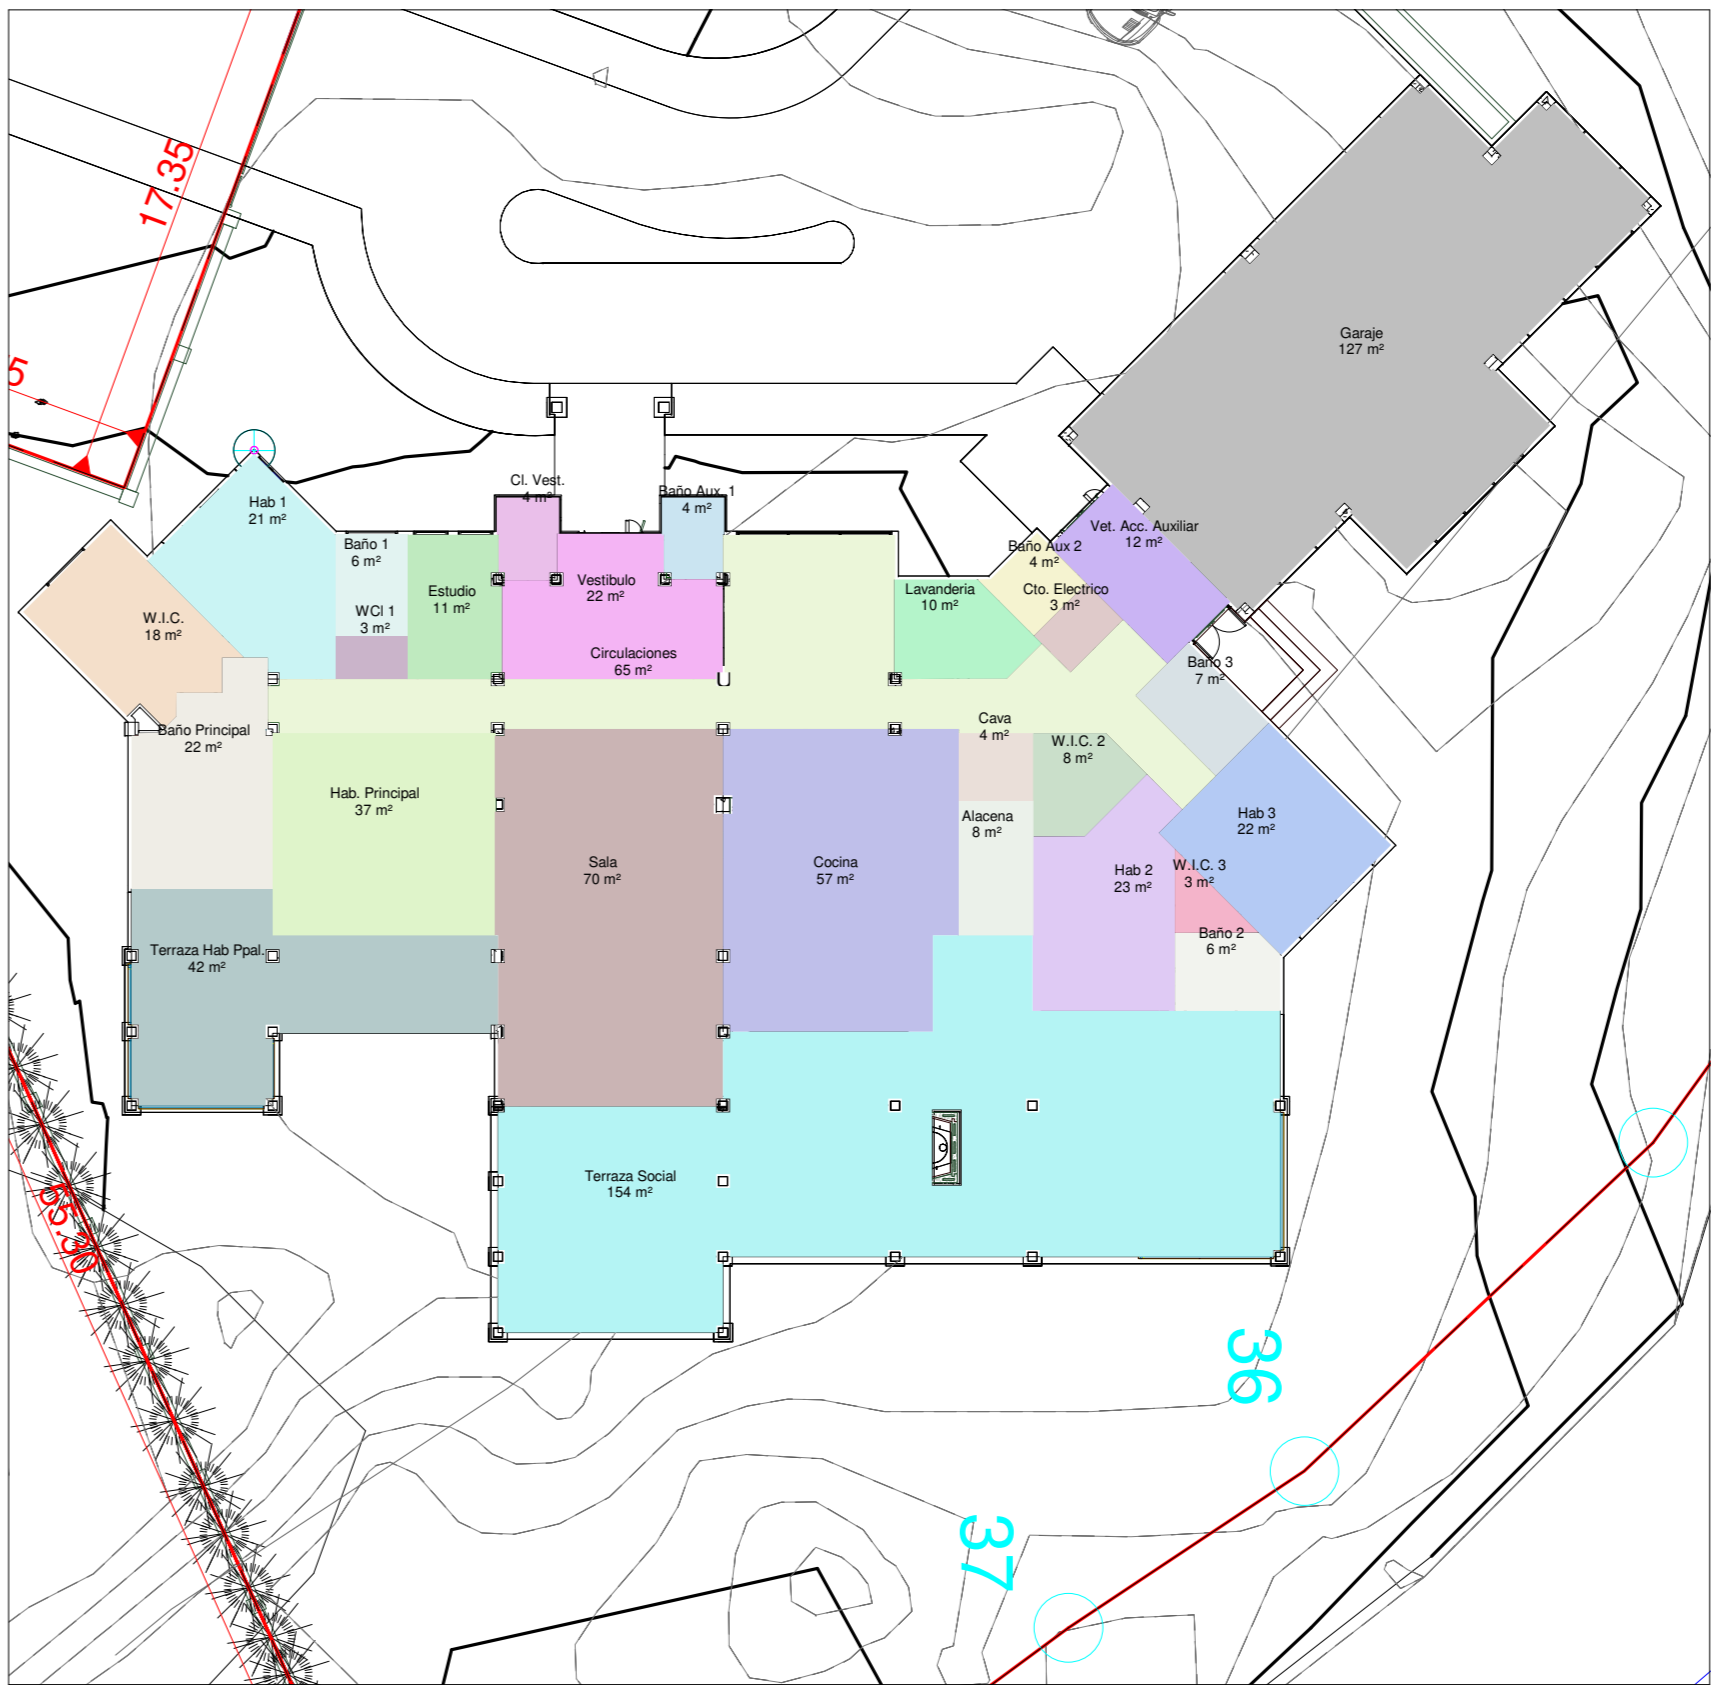 17.35
5
Garaje
127 m²
Cl. Vest.
4 m²
Baño Aux. 1
4 m²
Hab 1
21 m²
Vet. Acc. Auxiliar
12 m²
Baño 1
6 m²
Baño Aux 2
4 m²
Estudio
11 m²
Vestibulo
22 m²
Lavanderia
10 m²
Cto. Electrico
3 m²
W.I.C.
18 m²
WCl 1
3 m²
Circulaciones
65 m²
Baño 3
7 m²
Baño Principal
22 m²
Cava
4 m²
W.I.C. 2
8 m²
Hab. Principal
37 m²
Alacena
8 m²
Hab 3
22 m²
Sala
70 m²
Cocina
57 m²
Hab 2
23 m²
W.I.C. 3
3 m²
Terraza Hab Ppal.
42 m²
Baño 2
6 m²
Terraza Social
154 m²
55.30
36
37